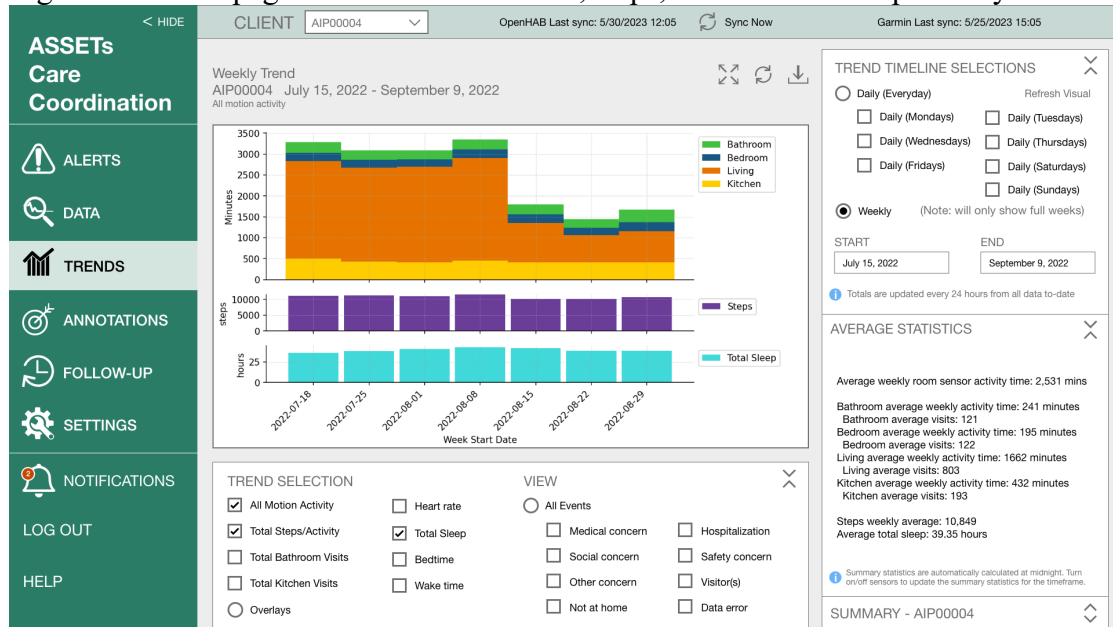 < HIDE
ASSETs
Care
Coordination
ALERTS
DATA
TRENDS
ANNOTATIONS
FOLLOW-UP
SETTINGS
2
NOTIFICATIONS
LOG OUT
HELP
CLIENT
AIP00004
OpenHAB Last sync: 5/30/2023 12:05
Sync Now
Garmin Last sync: 5/25/2023 15:05
Weekly Trend
AIP00004 July 15, 2022 - September 9, 2022
All motion activity
3500
3000
2500
2000
1500
1000
500
0
Minutes
Bathroom
Bedroom
Living
Kitchen
10000
5000
0
steps
Steps
25
0
hours
Total Sleep
2022-07-18
2022-07-25
2022-08-01
2022-08-08
2022-08-15
2022-08-22
2022-08-29
Week Start Date
TREND SELECTION
All Motion Activity
Heart rate
Total Steps/Activity
Total Sleep
Total Bathroom Visits
Bedtime
Total Kitchen Visits
Wake time
Overlays
VIEW
All Events
Medical concern
Hospitalization
Social concern
Safety concern
Other concern
Visitor(s)
Not at home
Data error
TREND TIMELINE SELECTIONS
Daily (Everyday)
Refresh Visual
Daily (Mondays)
Daily (Tuesdays)
Daily (Wednesdays)
Daily (Thursdays)
Daily (Fridays)
Daily (Saturdays)
Daily (Sundays)
Weekly (Note: will only show full weeks)
START
END
July 15, 2022
September 9, 2022
Totals are updated every 24 hours from all data to-date
AVERAGE STATISTICS
Average weekly room sensor activity time: 2,531 mins
Bathroom average weekly activity time: 241 minutes
Bathroom average visits: 121
Bedroom average weekly activity time: 195 minutes
Bedroom average visits: 122
Living average weekly activity time: 1662 minutes
Living average visits: 803
Kitchen average weekly activity time: 432 minutes
Kitchen average visits: 193
Steps weekly average: 10,849
Average total sleep: 39.35 hours
Summary statistics are automatically calculated at midnight. Turn
on/off sensors to update the summary statistics for the timeframe.
SUMMARY - AIP00004